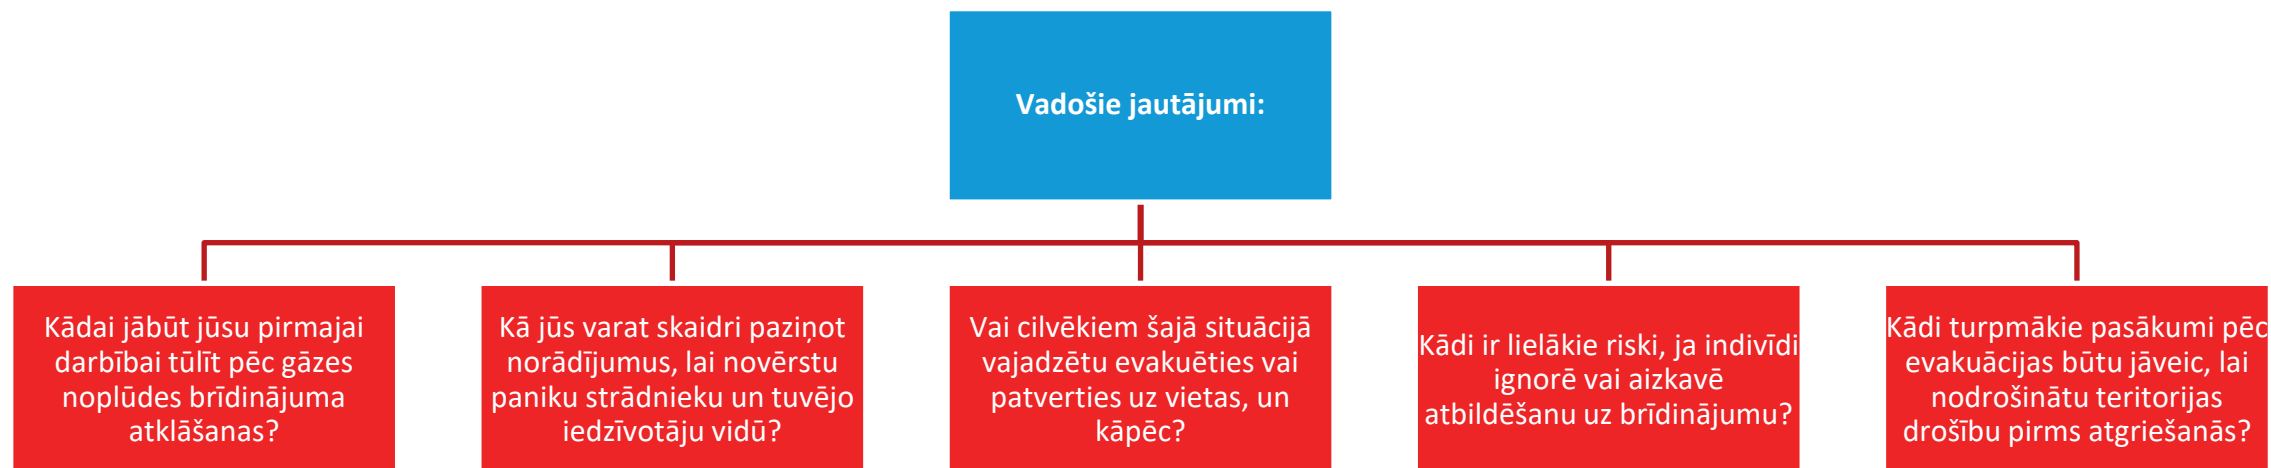 Vadošie jautājumi:
Kādai jābūt jūsu pirmajai
darbībai tūlīt pēc gāzes
noplūdes brīdinājuma
atklāšanas?
Kā jūs varat skaidri paziņot
norādījumus, lai novērstu
paniku strādnieku un tuvējo
iedzīvotāju vidū?
Vai cilvēkiem šajā situācijā
vajadzētu evakuēties vai
patverties uz vietas, un
kāpēc?
Kādi ir lielākie riski, ja indivīdi
ignorē vai aizkavē
atbildēšanu uz brīdinājumu?
Kādi turpmākie pasākumi pēc
evakuācijas būtu jāveic, lai
nodrošinātu teritorijas
drošību pirms atgriešanās?